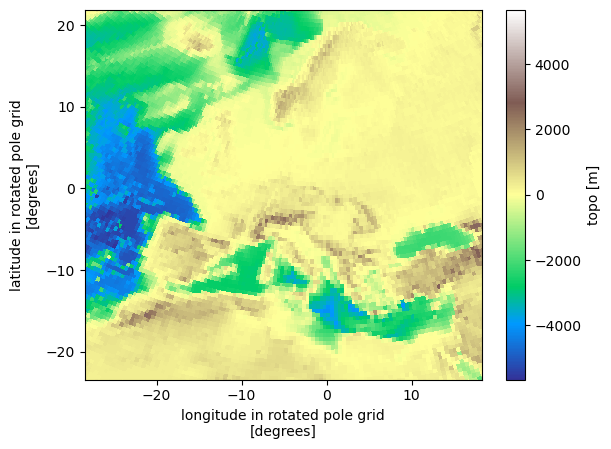 20
10
0
−10
−20
latitude in rotated pole grid
[degrees]
−20
−10
0
10
longitude in rotated pole grid
[degrees]
4000
2000
0
−2000
−4000
topo [m]